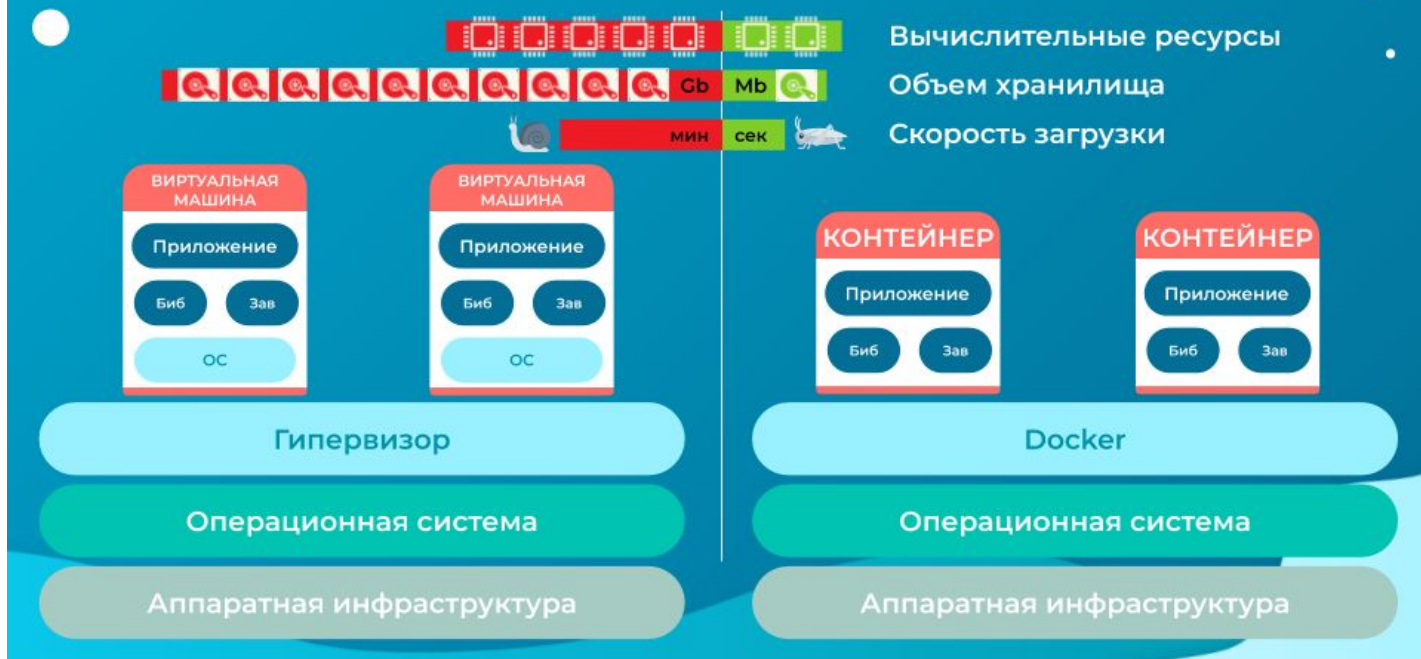 Вычислительные ресурсы
Gb Mb Объем хранилища
мин сек Скорость загрузки
ВИРТУАЛЬНАЯ
МАШИНА
Приложение
Биб Зав
ОС
ВИРТУАЛЬНАЯ
МАШИНА
Приложение
Биб Зав
ОС
Гипервизор
Операционная система
Аппаратная инфраструктура
КОНТЕЙНЕР
Приложение
Биб Зав
КОНТЕЙНЕР
Приложение
Биб Зав
Docker
Операционная система
Аппаратная инфраструктура